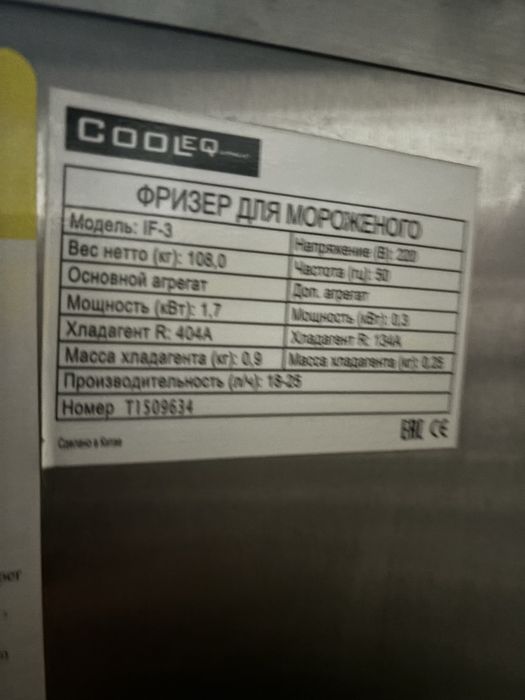 COOLEQ
ФРИЗЕР ДЛЯ МОРОЖЕНОГО
Модель: IF-3 Напряжение (В): 220
Вес нетто (кг): 108,0 Частота (гц): 50
Основной агрегат Доп. агрегат
Мощность (кВт): 1,7 Мощность (кВт): 0,3
Хладагент R: 404A Хладагент R: 134A
Масса хладагента (кг): 0,9 Масса хладагента (кг): 0,25
Производительность (л/ч): 18-25
Номер T1509634
Сделано в Китае EAC CE